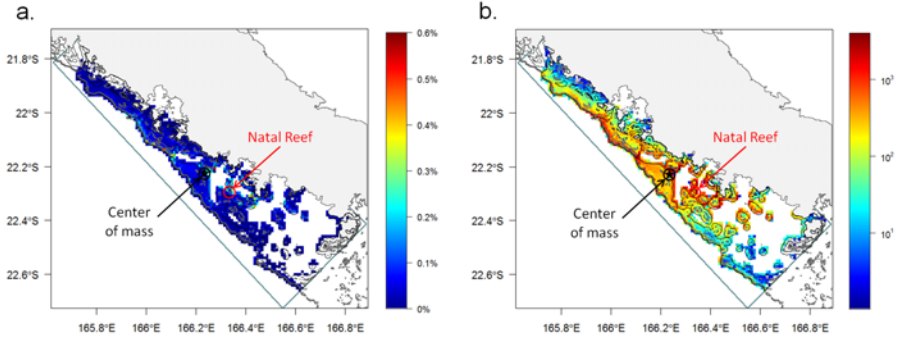 a.
b.
21.8°S
22°S
22.2°S
22.4°S
22.6°S
165.8°E
166°E
166.2°E
166.4°E
166.6°E
166.8°E
Natal Reef
Center
of mass
0.6%
0.5%
0.4%
0.3%
0.2%
0.1%
0%
21.8°S
22°S
22.2°S
22.4°S
22.6°S
165.8°E
166°E
166.2°E
166.4°E
166.6°E
166.8°E
Natal Reef
Center
of mass
10³
10²
10¹